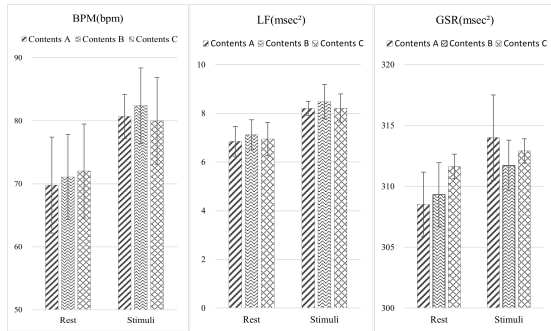 BPM(bpm)
Contents A Contents B Contents C
90
80
70
60
50
Rest Stimuli
LF(msec²)
Contents A Contents B Contents C
10
8
6
4
2
0
Rest Stimuli
GSR(msec²)
Contents A Contents B Contents C
320
315
310
305
300
Rest Stimuli